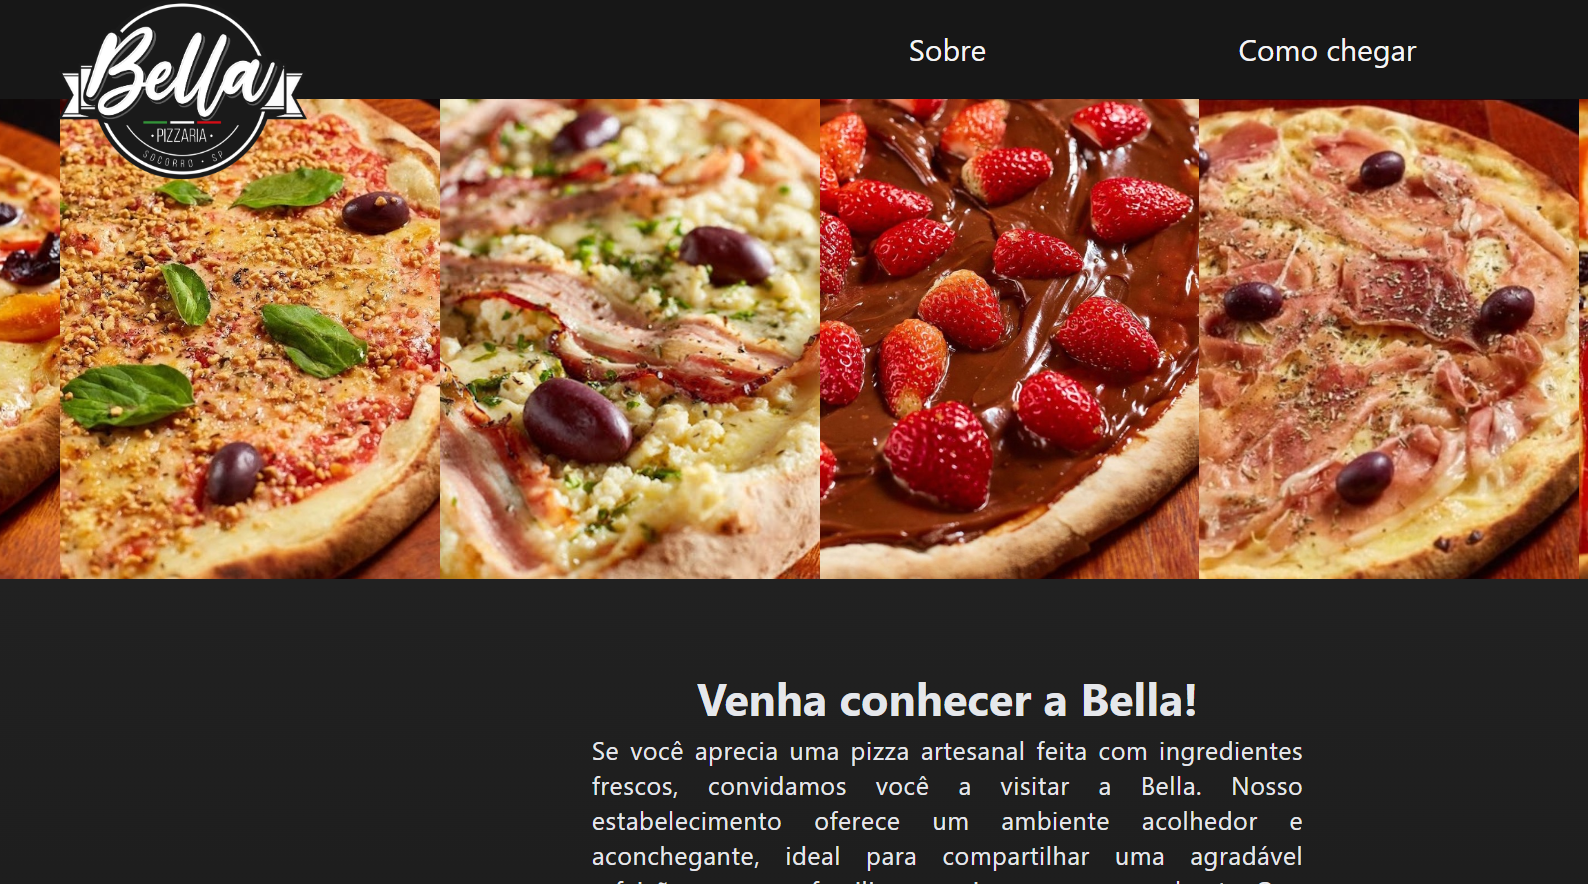 Bella
PIZZARIA
SOCORRO • SP
Sobre
Como chegar
Venha conhecer a Bella!
Se você aprecia uma pizza artesanal feita com ingredientes
frescos, convidamos você a visitar a Bella. Nosso
estabelecimento oferece um ambiente acolhedor e
aconchegante, ideal para compartilhar uma agradável